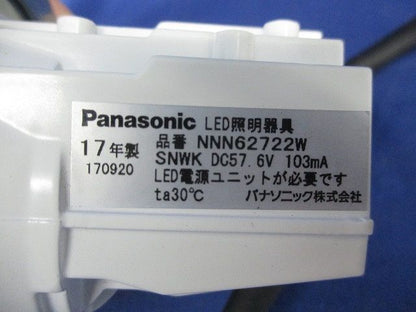 Panasonic LED照明器具
17年製 品番 NNN62722W
170920 SNWK DC57.6V 103mA
LED電源ユニットが必要です
ta30℃ パナソニック株式会社